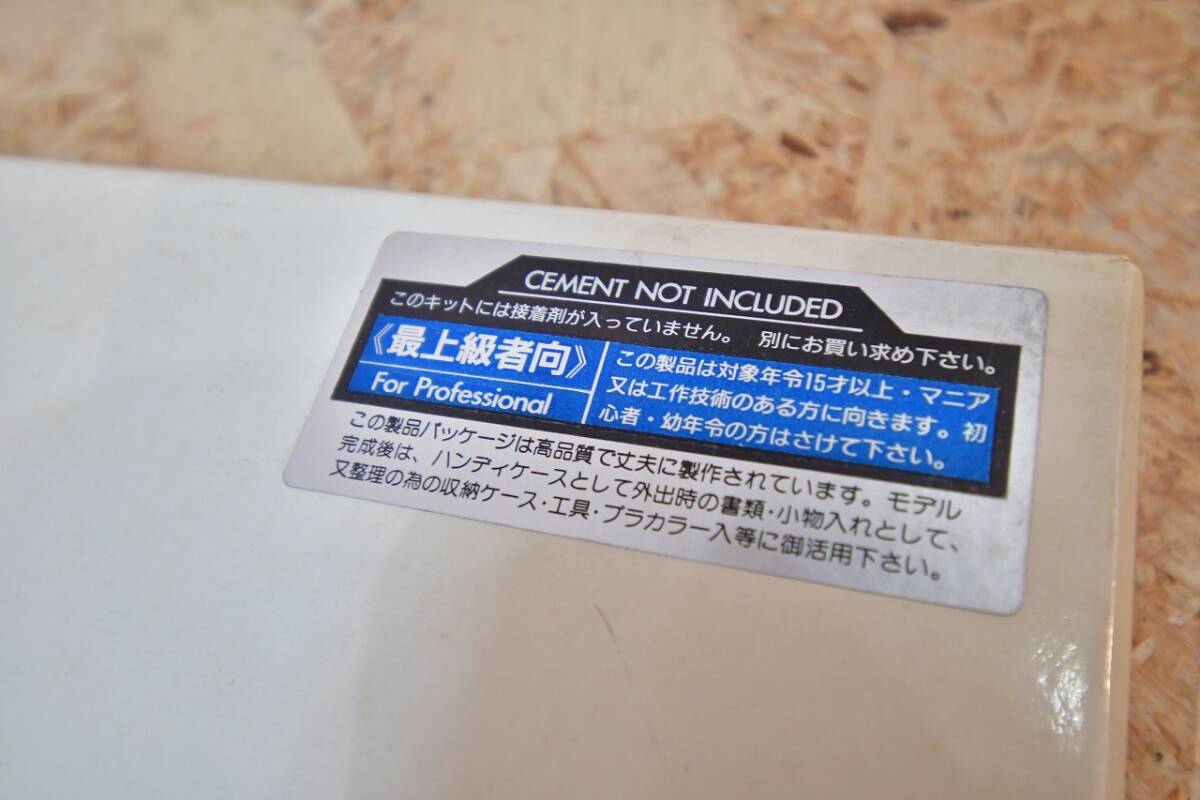 CEMENT NOT INCLUDED
このキットには接着剤が入っていません。 別にお買い求め下さい。
《最上級者向》
For Professional
この製品は対象年令15才以上・マニア
又は工作技術のある方に向きます。初
心者・幼年令の方はさけて下さい。
この製品パッケージは高品質で丈夫に製作されています。モデル
完成後は、ハンディケースとして外出時の書類・小物入れとして、
又整理の為の収納ケース・工具・プラカラー入等に御活用下さい。